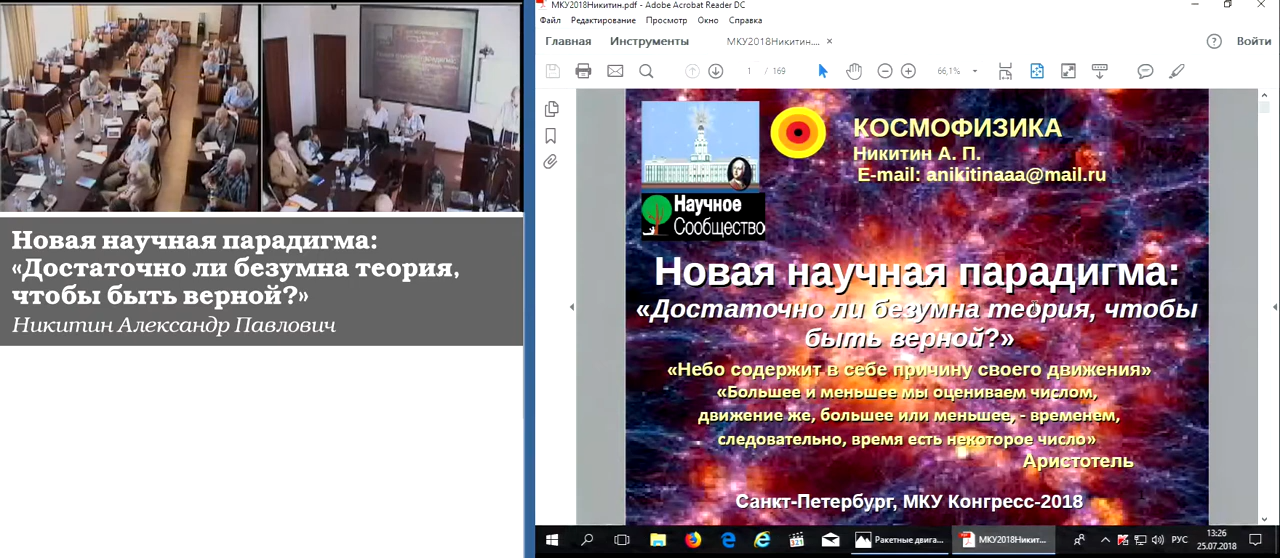 Новая научная парадигма:
«Достаточно ли безумна теория,
чтобы быть верной?»
Никитин Александр Павлович
МКУ2018Никитин.pdf - Adobe Acrobat Reader DC
Файл Редактирование Просмотр Окно Справка
Главная Инструменты МКУ2018Никитин.... × Войти
1 / 169 66,1%
КОСМОФИЗИКА
Никитин А. П.
E-mail: anikitinaaa@mail.ru
Научное
Сообщество
Новая научная парадигма:
«Достаточно ли безумна теория, чтобы
быть верной?»
«Небо содержит в себе причину своего движения»
«Большее и меньшее мы оцениваем числом,
движение же, большее или меньшее, - временем,
следовательно, время есть некоторое число»
Аристотель
Санкт-Петербург, МКУ Конгресс-2018
321 Ракетные двига... МКУ2018Никит... РУС 13:26
25.07.2018